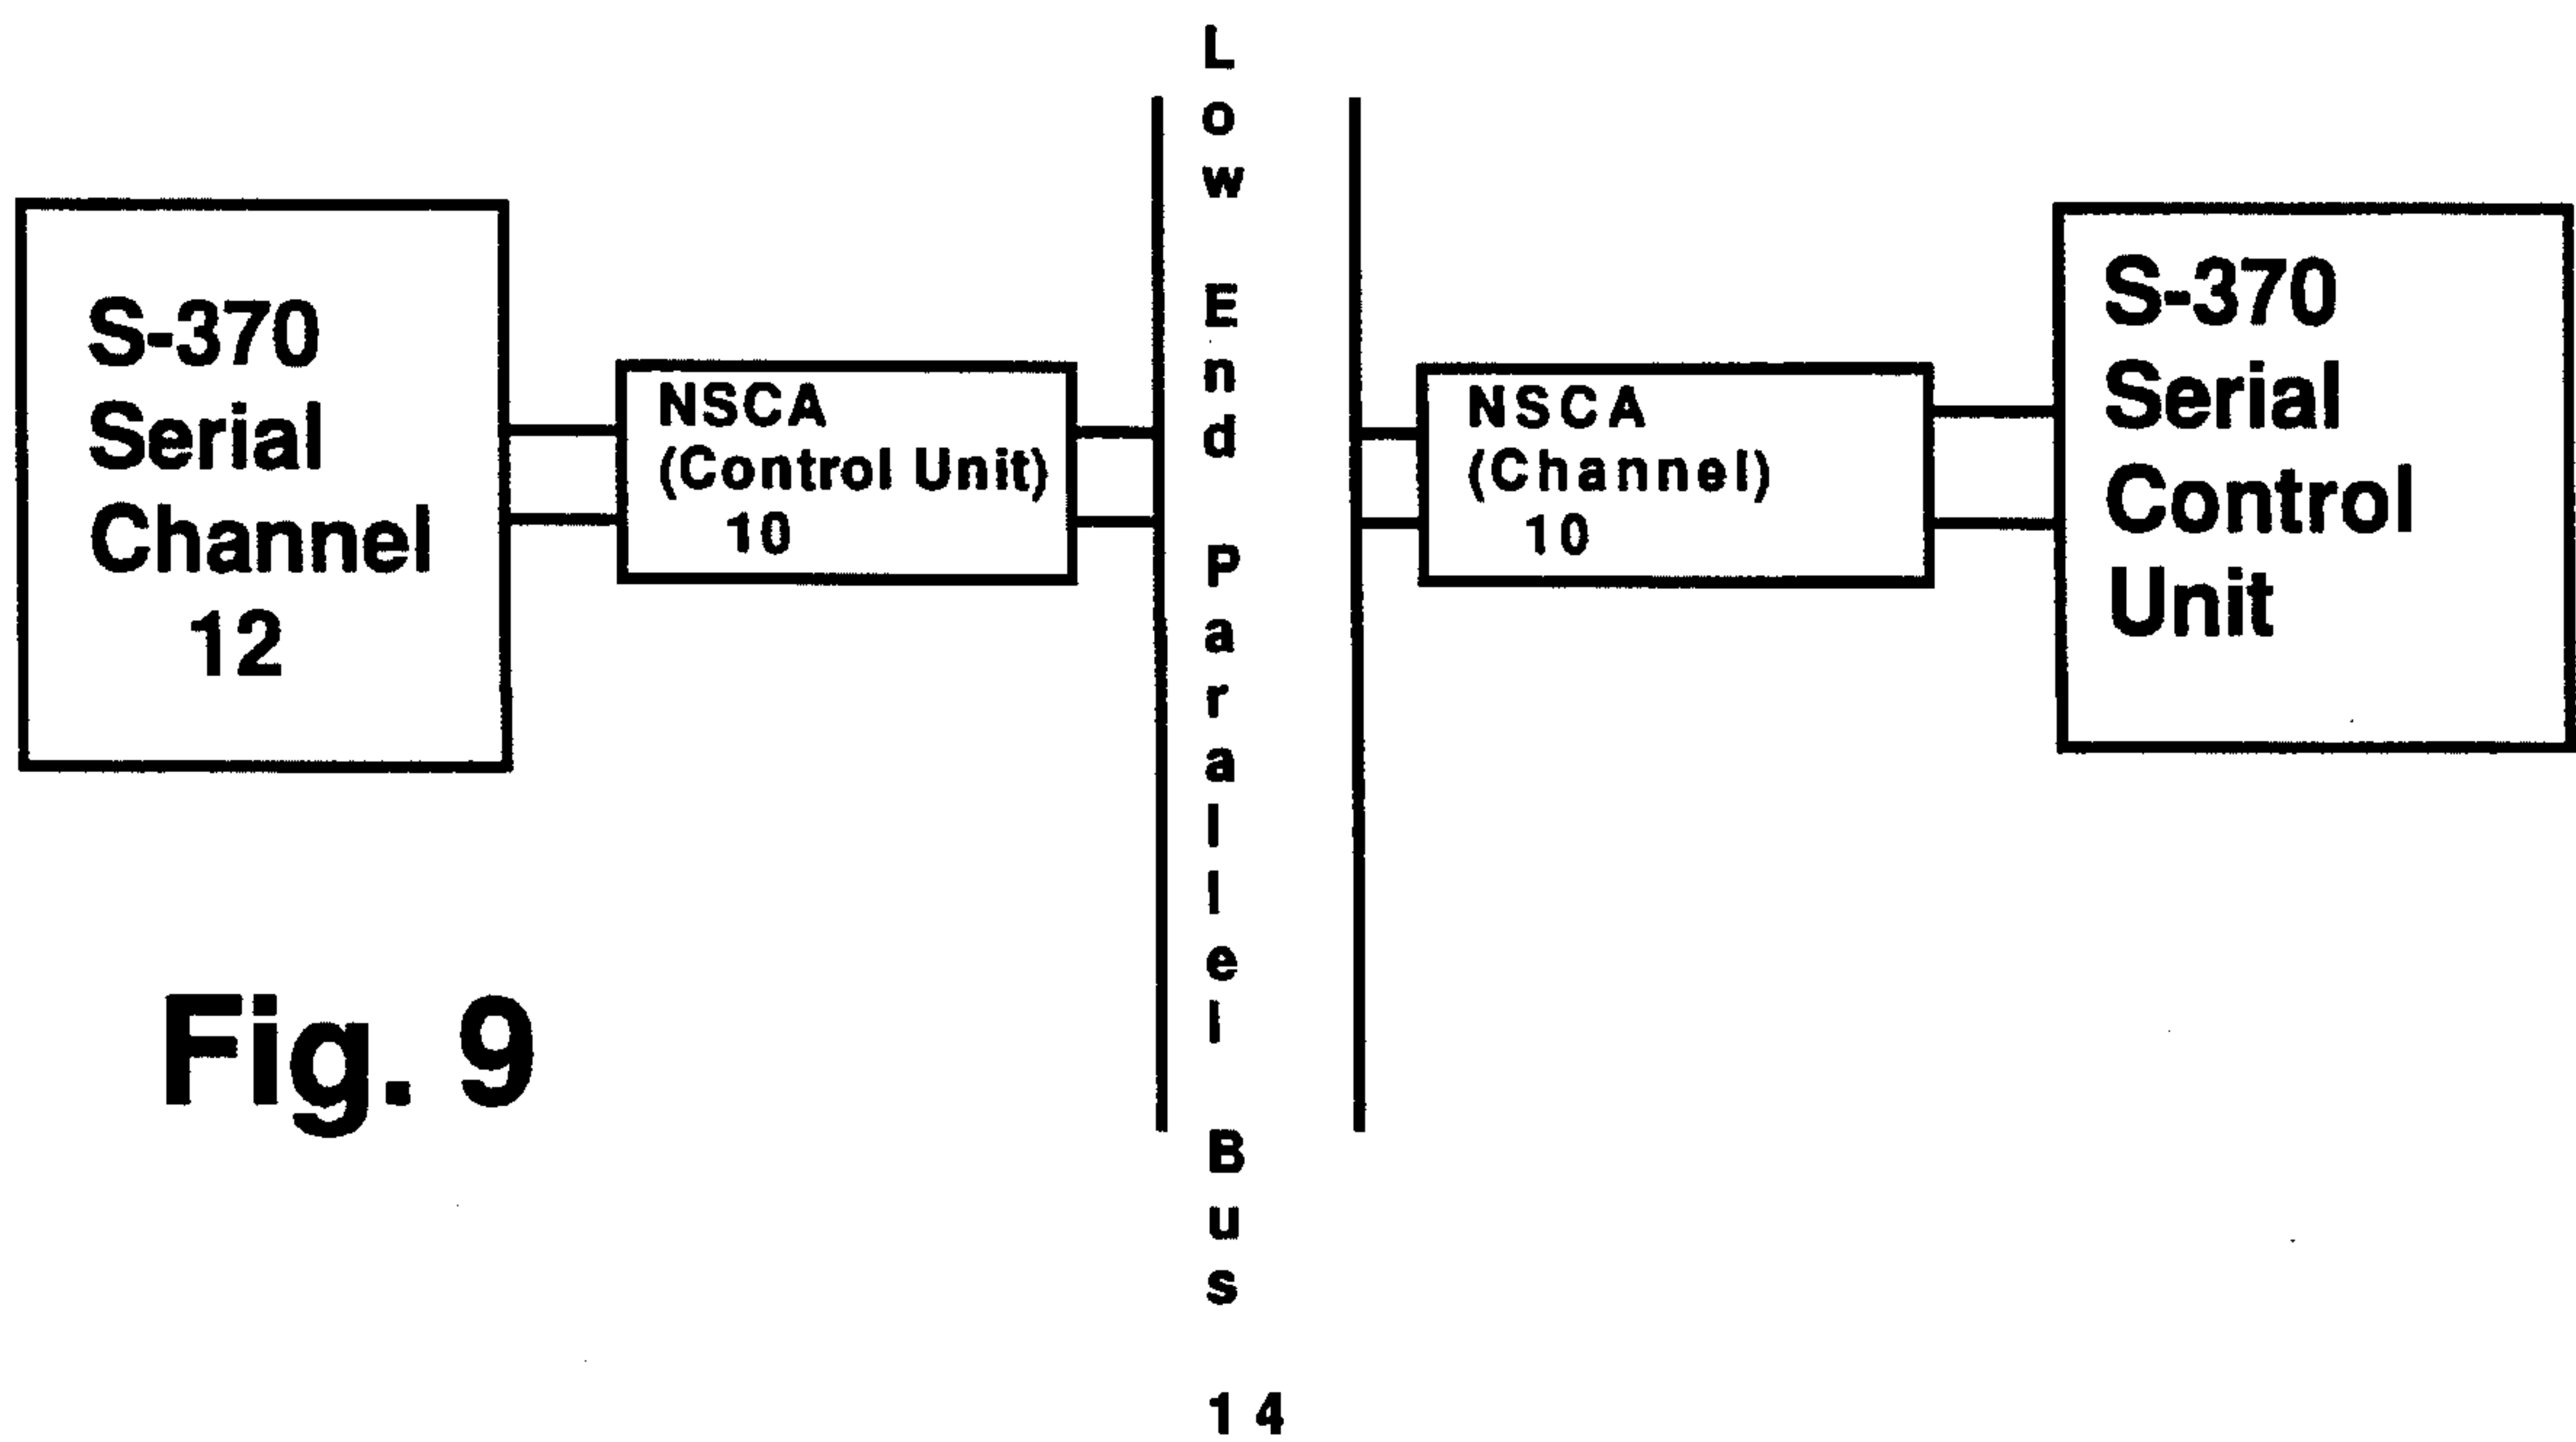 S-370
Serial
Channel
12
NSCA
(Control Unit)
10
Low End Parallel Bus
14
NSCA
(Channel)
10
S-370
Serial
Control
Unit
Fig. 9